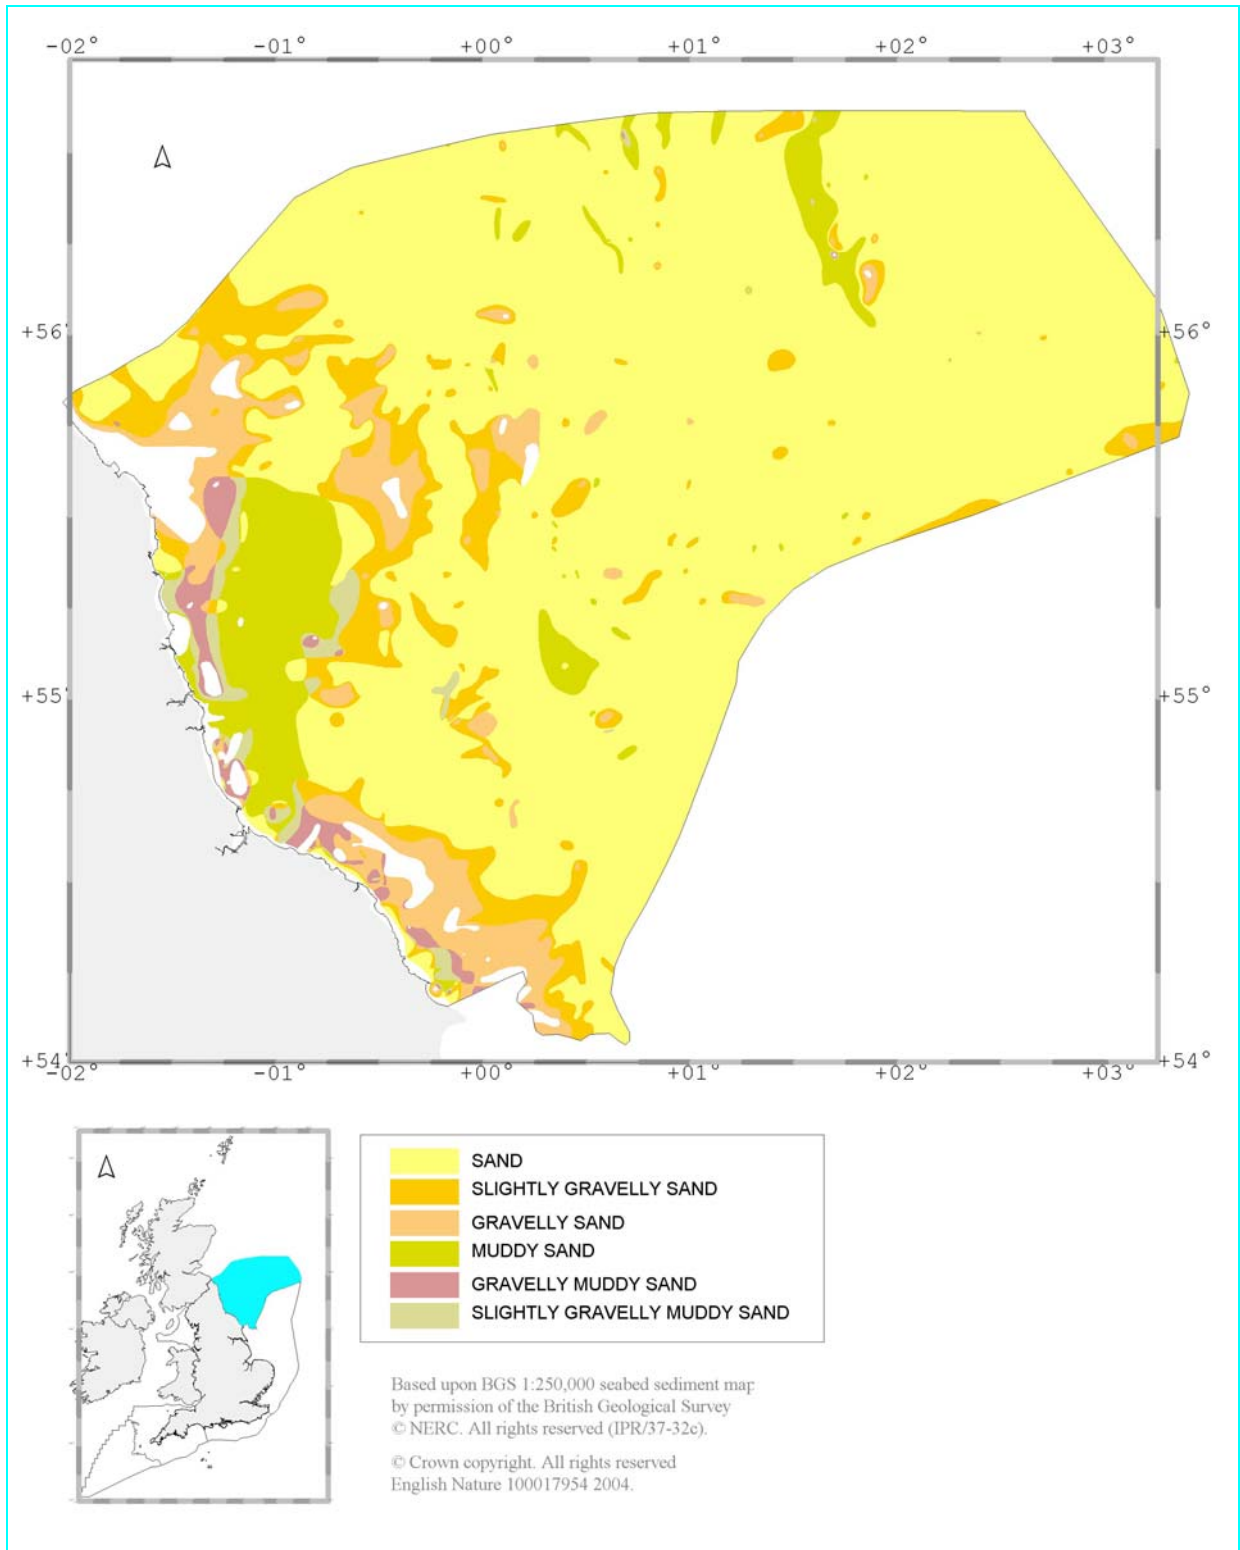 -02° -01° +00° +01° +02° +03°
+56° +56°
+55° +55°
+54° +54°
-02° -01° +00° +01° +02° +03°
SAND
SLIGHTLY GRAVELLY SAND
GRAVELLY SAND
MUDDY SAND
GRAVELLY MUDDY SAND
SLIGHTLY GRAVELLY MUDDY SAND
Based upon BGS 1:250,000 seabed sediment map
by permission of the British Geological Survey
© NERC. All rights reserved (IPR/37-32c).
© Crown copyright. All rights reserved
English Nature 100017954 2004.